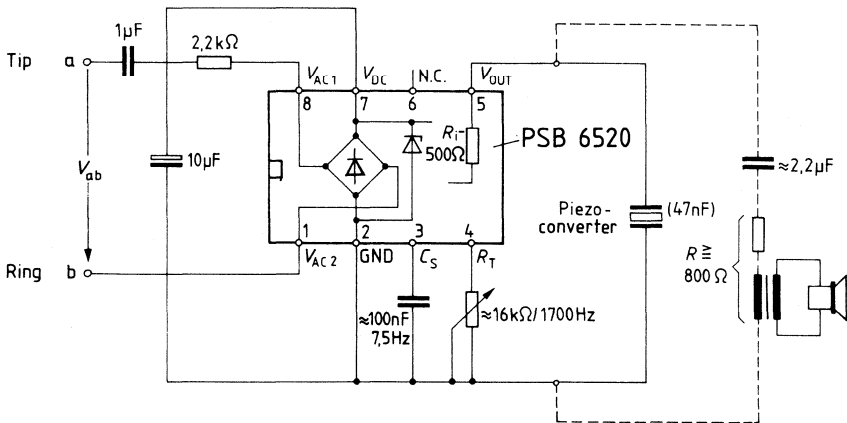 Tip
a
1µF
2,2kΩ
V_AC1
V_DC
N.C.
V_OUT
8
7
6
5
PSB 6520
R_i-
500Ω
V_ab
10µF
≈2,2µF
Piezo-
converter
(47nF)
R ≧
800Ω
1
2
3
4
Ring
b
V_AC2
GND
C_S
R_T
≈100nF
7,5Hz
≈16kΩ/1700Hz